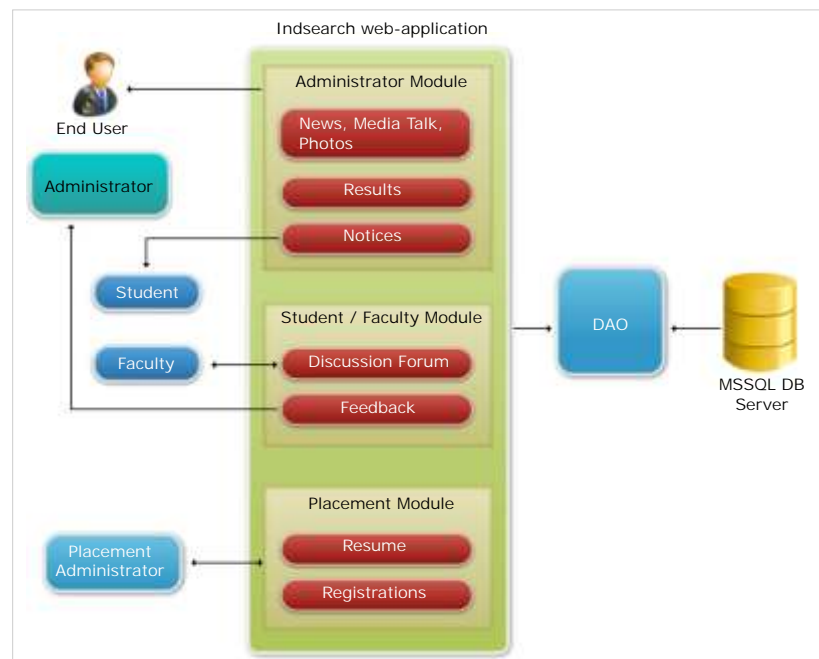 Indsearch web-application
End User
Administrator
Student
Faculty
Placement
Administrator
Administrator Module
News, Media Talk,
Photos
Results
Notices
Student / Faculty Module
Discussion Forum
Feedback
Placement Module
Resume
Registrations
DAO
MSSQL DB
Server